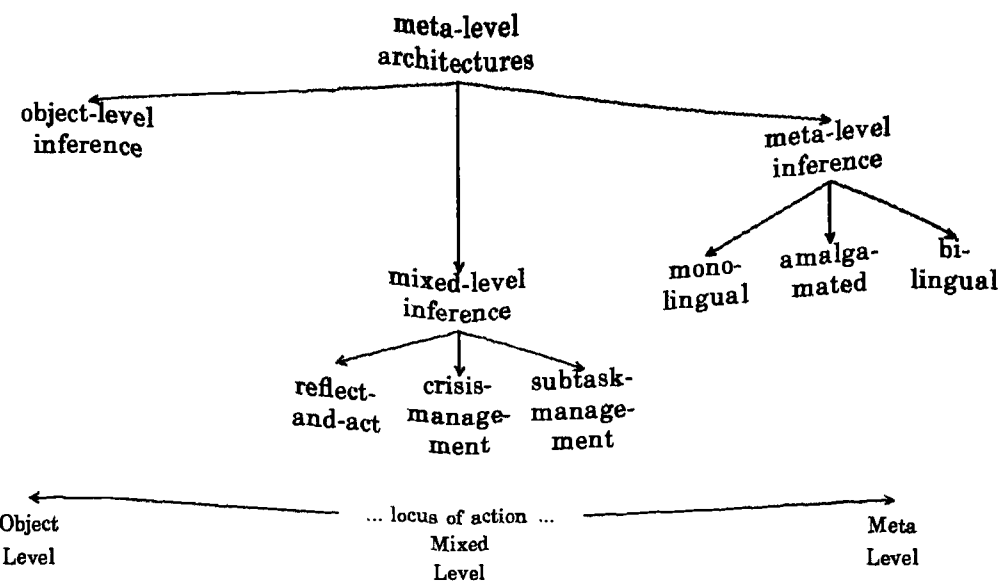 meta-level
architectures
object-level
inference
meta-level
inference
mono-
lingual
amalga-
mated
bi-
lingual
mixed-level
inference
reflect-
and-act
crisis-
manage-
ment
subtask-
manage-
ment
... locus of action ...
Object
Level
Mixed
Level
Meta
Level